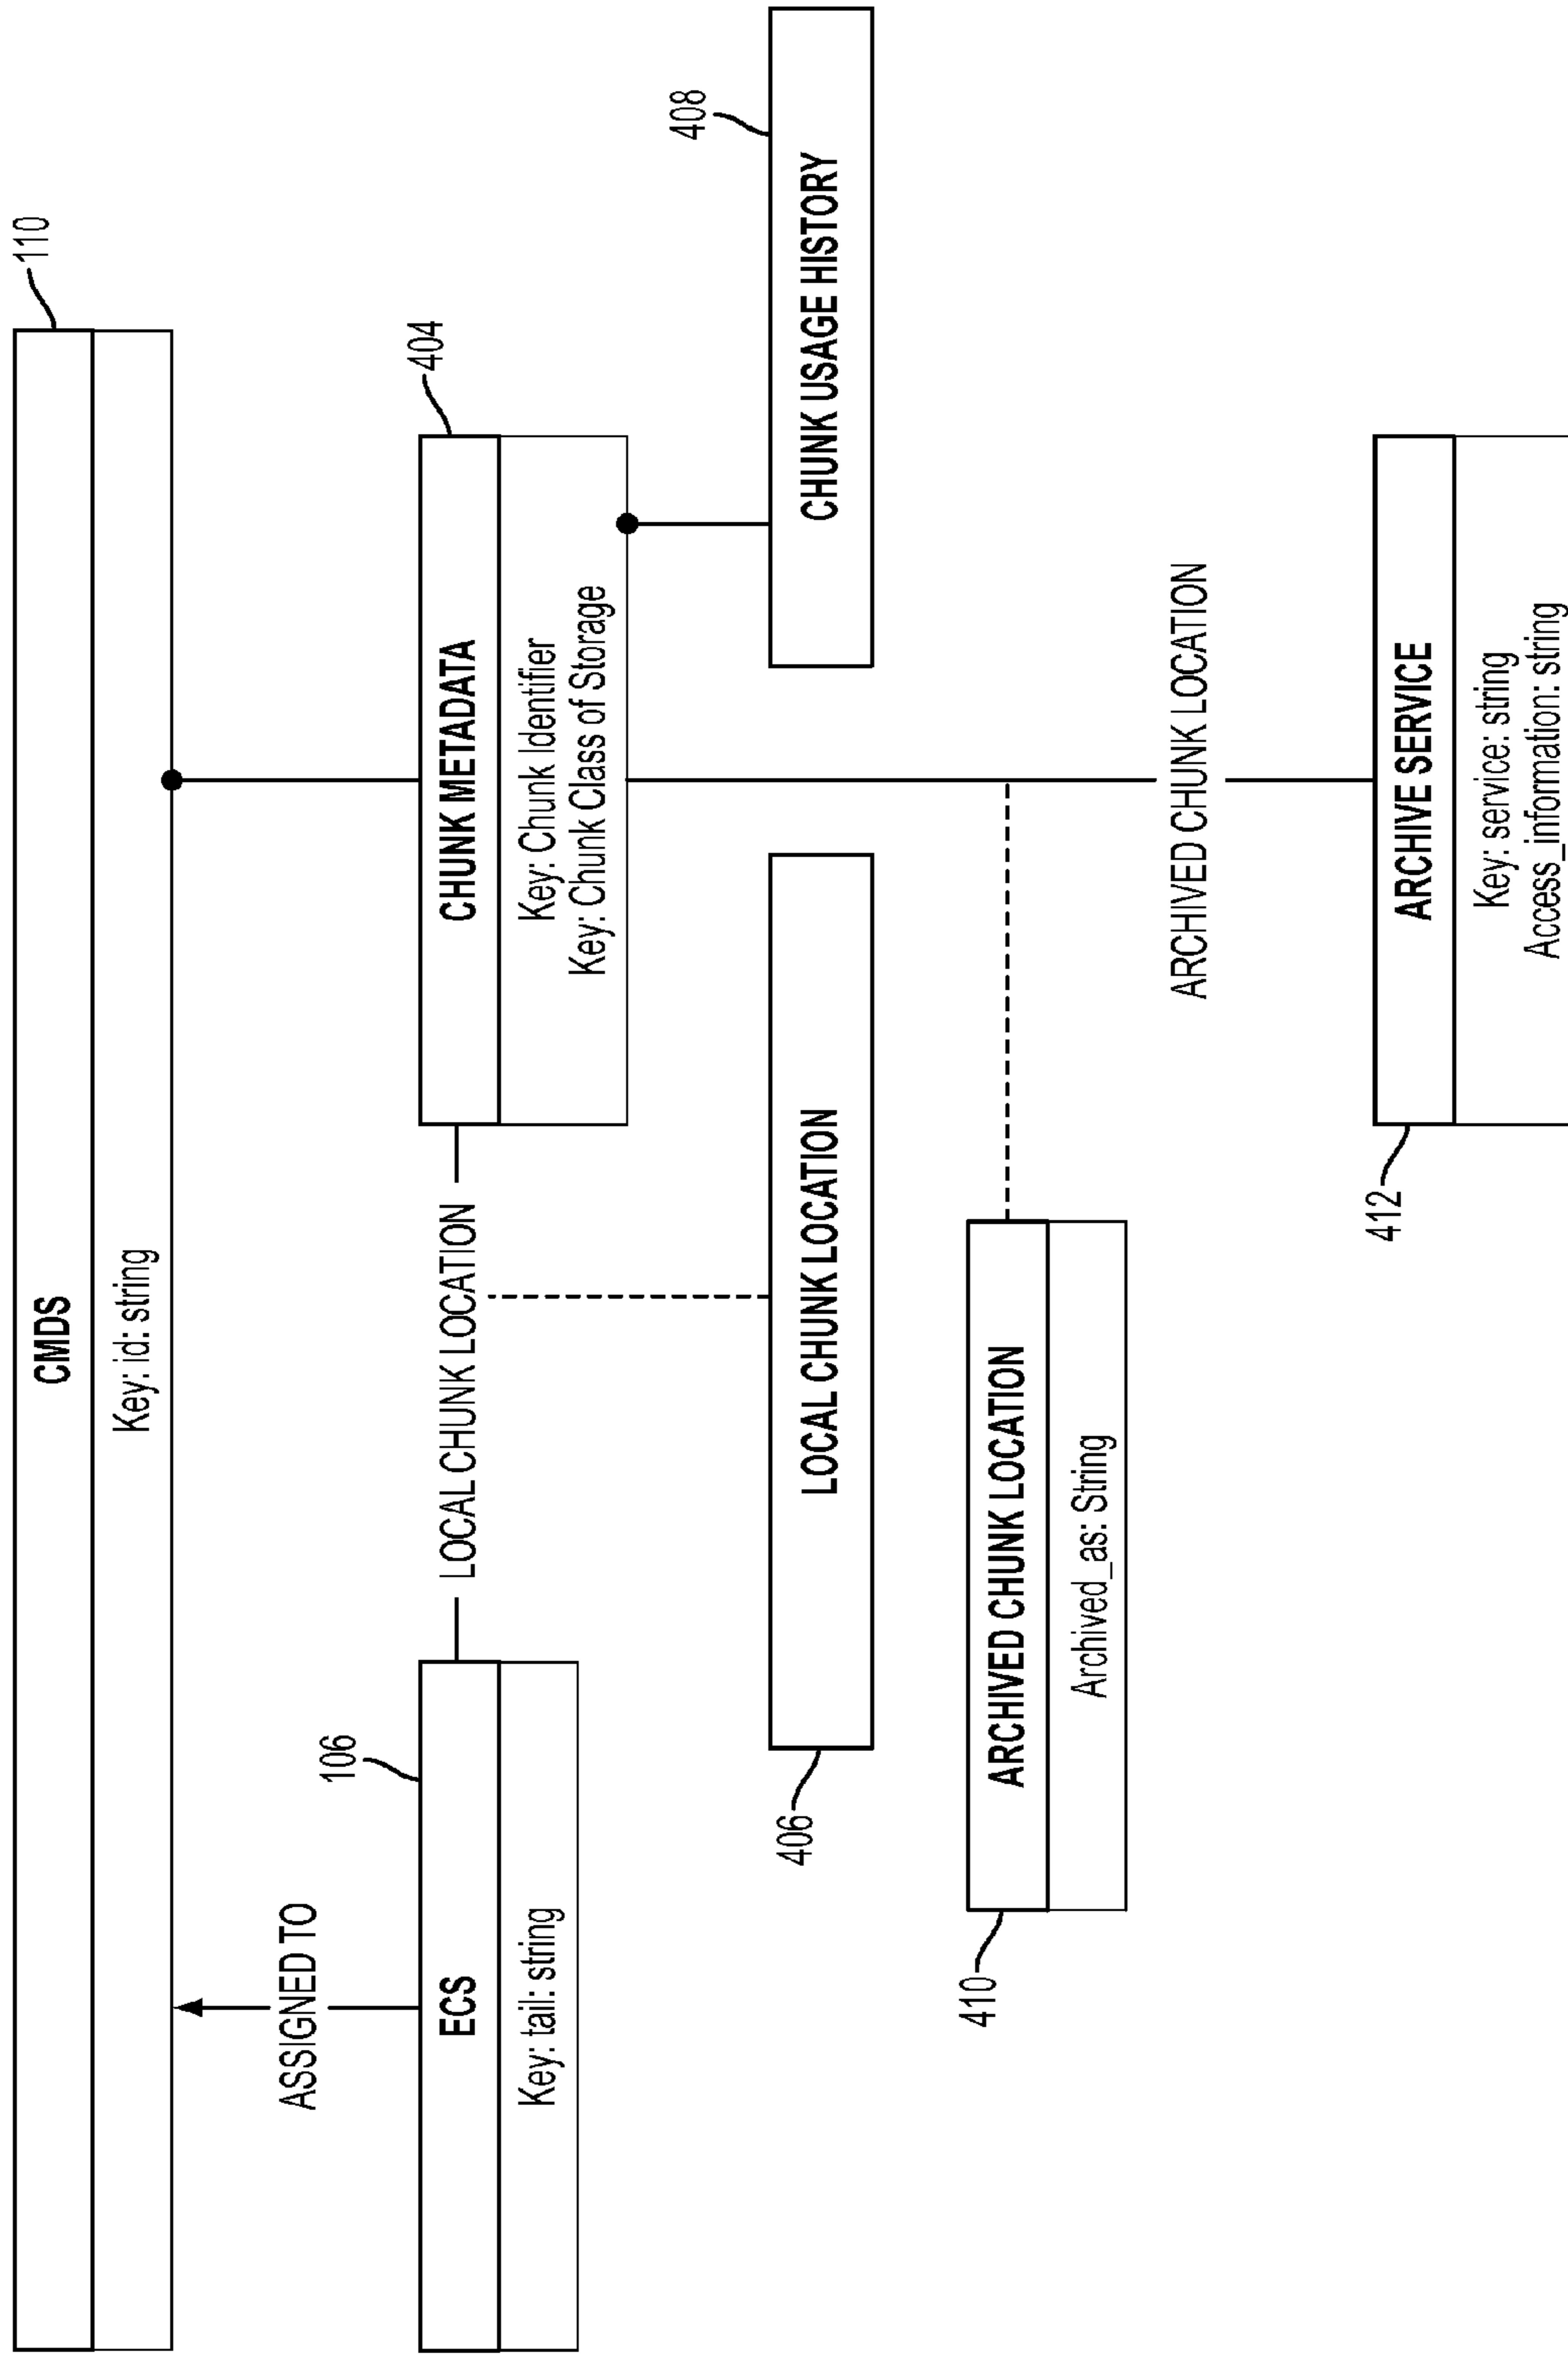 110
CMDS
Key: id: string
ASSIGNED TO
106
404
ECS
Key: tail: string
LOCAL CHUNK LOCATION
CHUNK METADATA
Key: Chunk Identifier
Key: Chunk Class of Storage
406
LOCAL CHUNK LOCATION
408
CHUNK USAGE HISTORY
410
ARCHIVED CHUNK LOCATION
Archived_as: String
ARCHIVED CHUNK LOCATION
412
ARCHIVE SERVICE
Key: service: string
Access_information: string